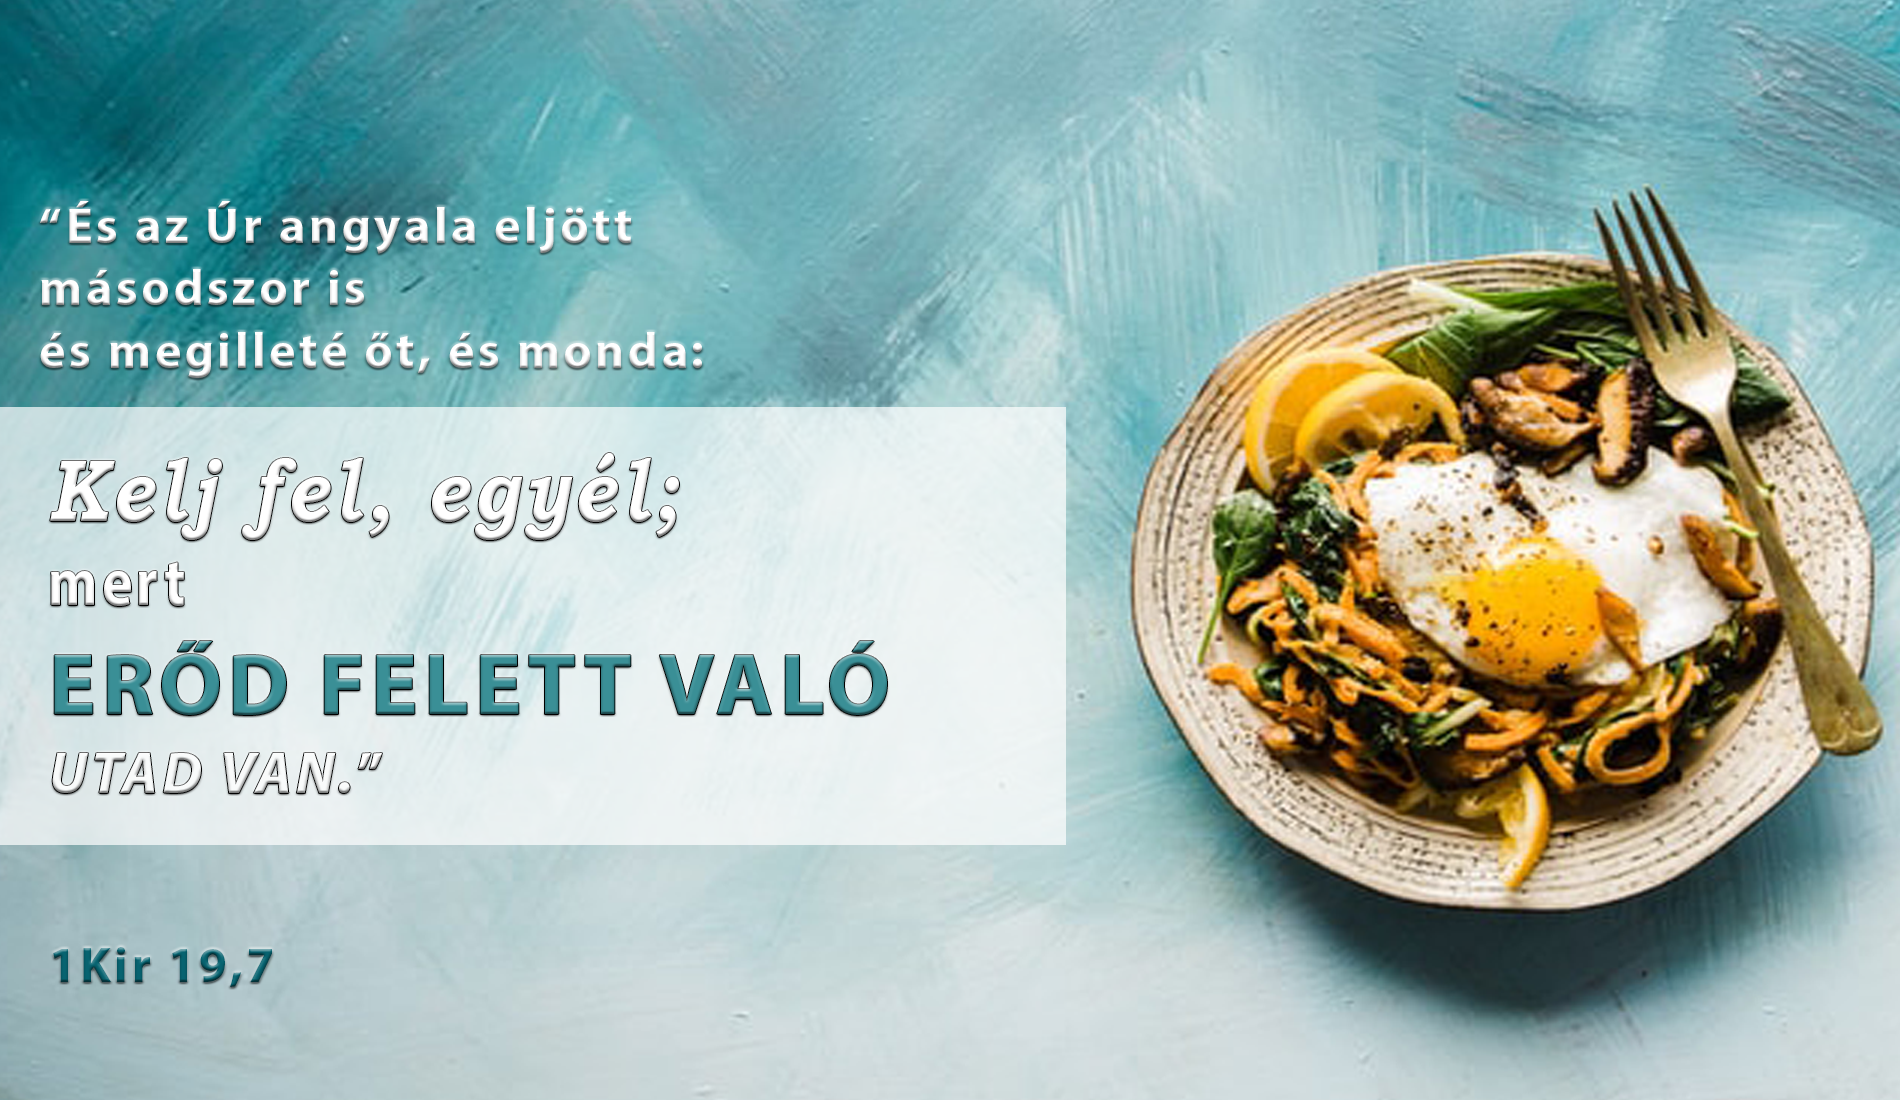 “És az Úr angyala eljött
másodszor is
és megilleté őt, és monda:
Kelj fel, egyél;
mert
ERŐD FELETT VALÓ
UTAD VAN.”
1Kir 19,7